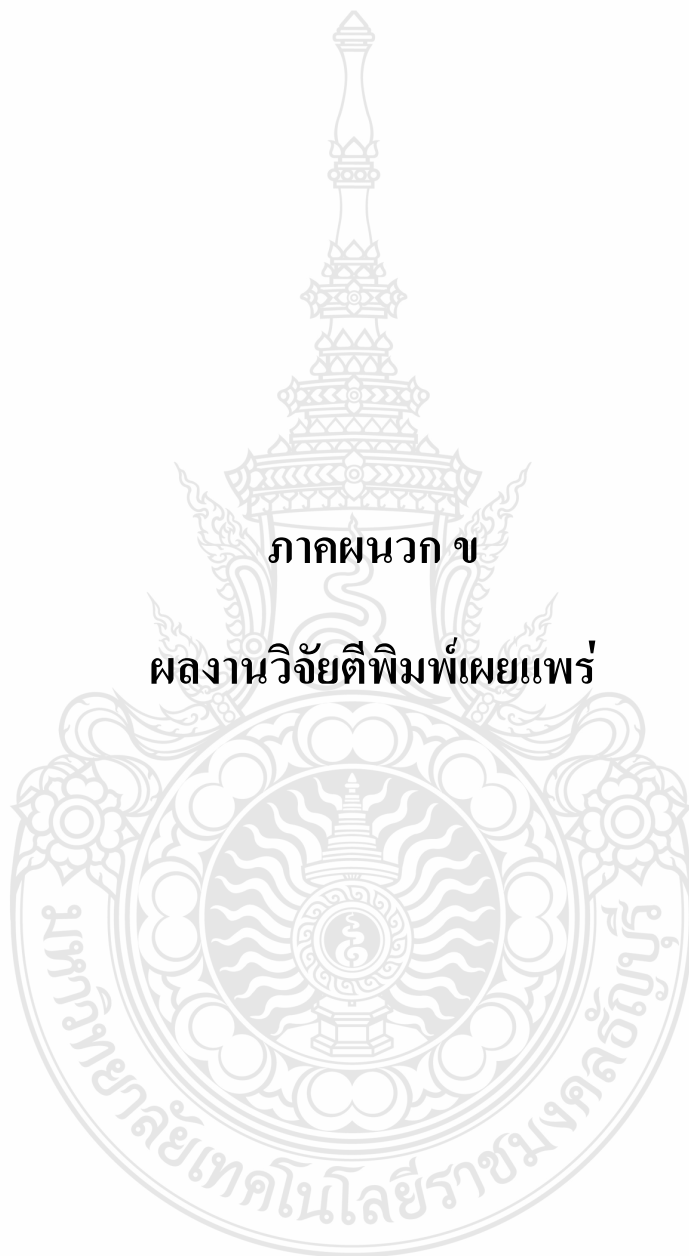 ภาคผนวก ข
ผลงานวิจัยตีพิมพ์เผยแพร่
มหาวิทยาลัยเทคโนโลยีราชมงคลธัญบุรี